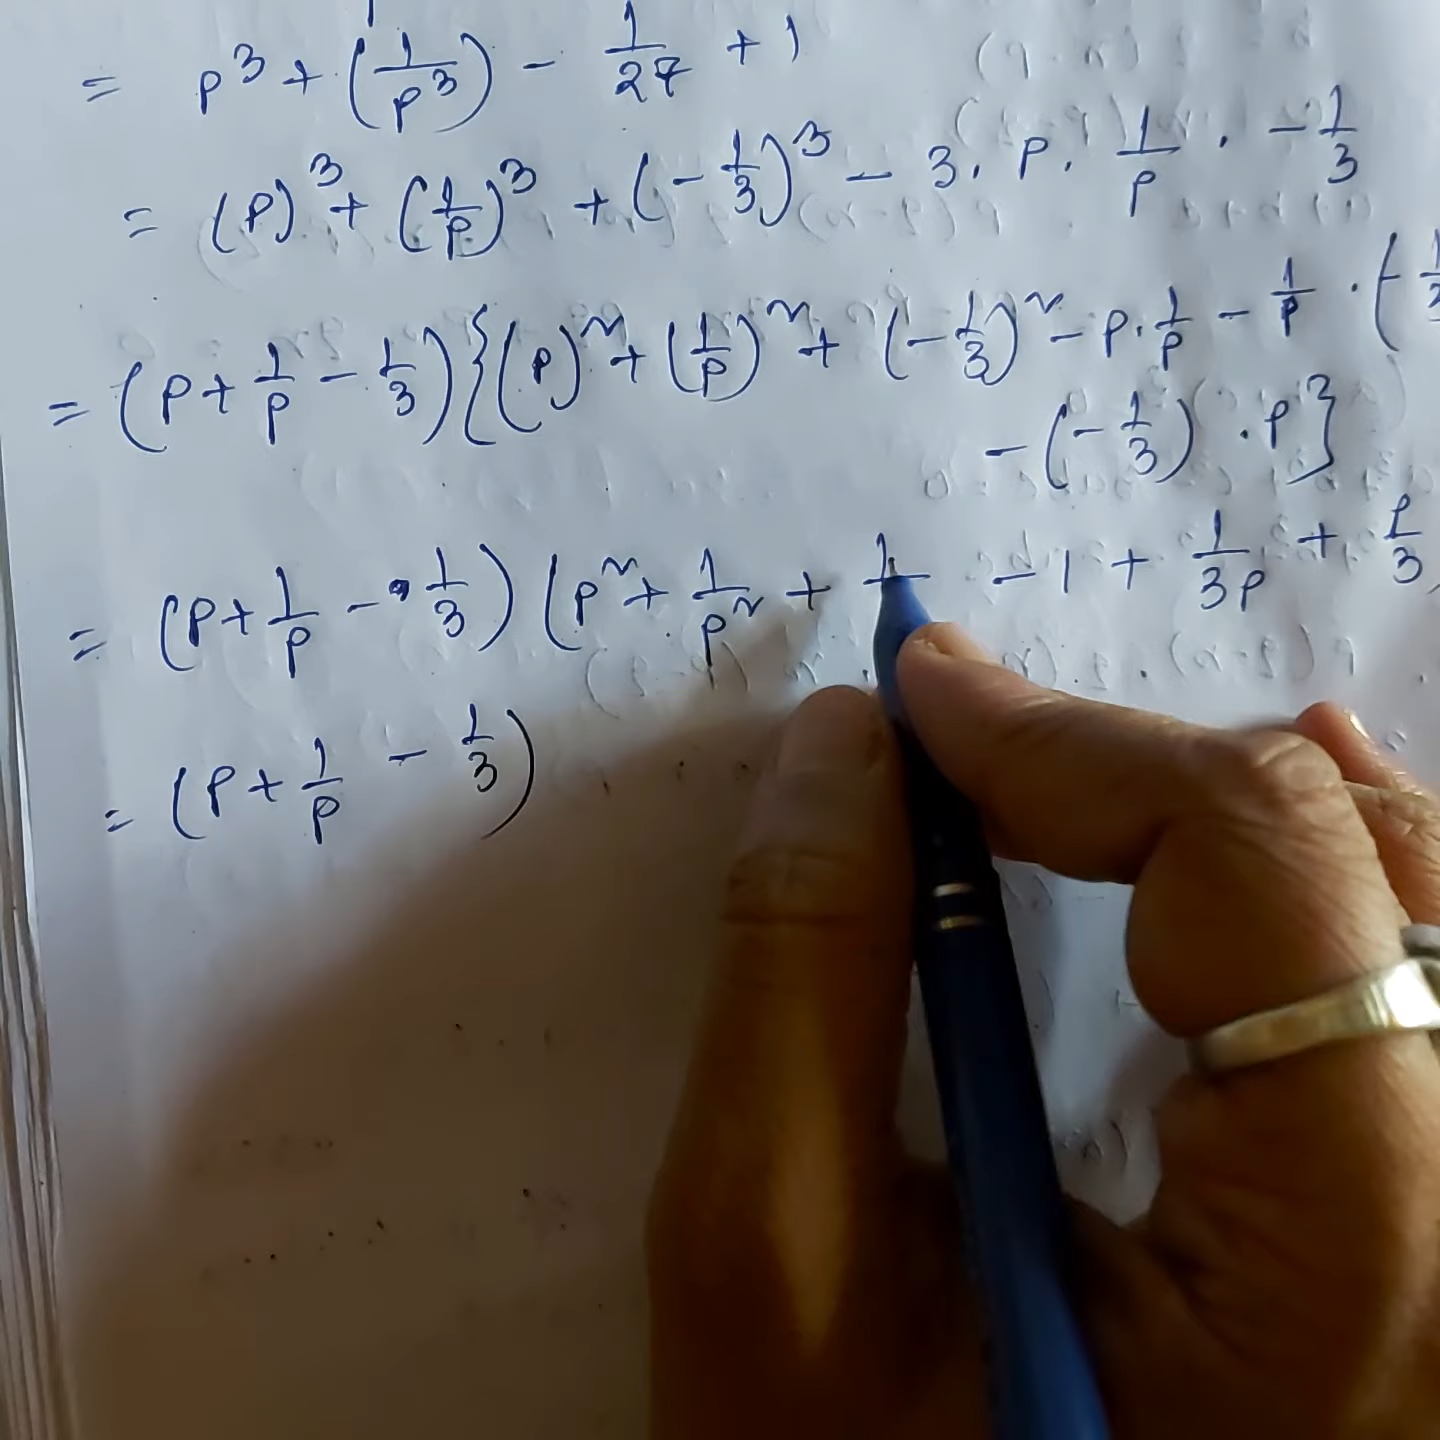 = p³ + (1/p³) - 1/27 + 1
= (p)³ + (1/p)³ + (-1/3)³ - 3 . p . 1/p . -1/3
= (p + 1/p - 1/3){(p)² + (1/p)² + (-1/3)² - p . 1/p - 1/p . (-1/3
-(-1/3) . p}
= (p + 1/p - 1/3) (p² + 1/p² + 1/ - 1 + 1/3p + p/3
= (p + 1/p - 1/3)